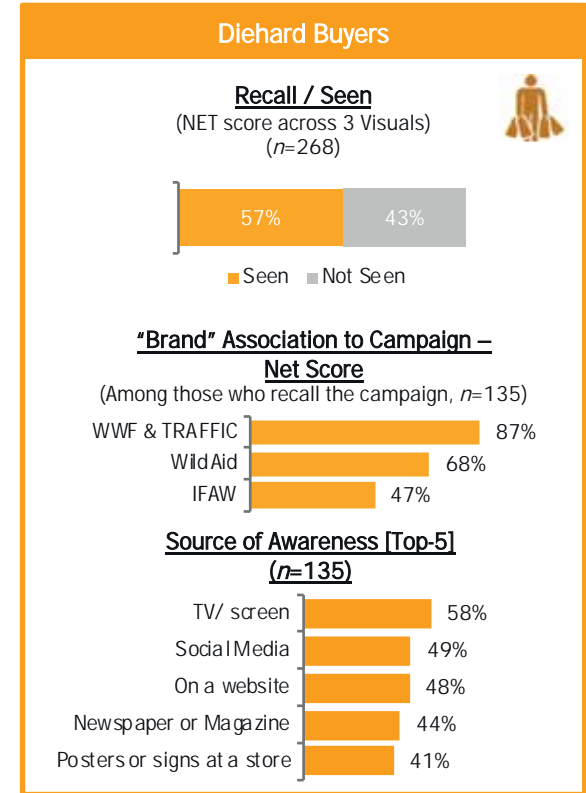 Diehard Buyers
Recall / Seen
(NET score across 3 Visuals)
(n=268)
57% 43%
Seen Not Seen
“Brand” Association to Campaign –
Net Score
(Among those who recall the campaign, n=135)
WWF & TRAFFIC 87%
WildAid 68%
IFAW 47%
Source of Awareness [Top-5]
(n=135)
TV/ screen 58%
Social Media 49%
On a website 48%
Newspaper or Magazine 44%
Posters or signs at a store 41%